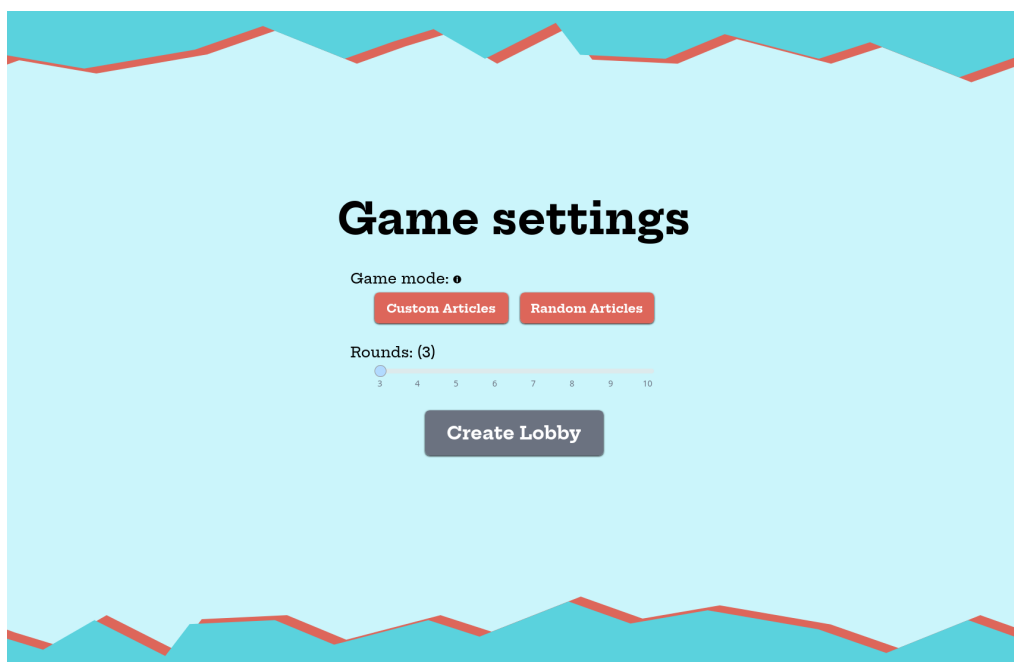 Game settings
Game mode:
Custom Articles Random Articles
Rounds: (3)
3 4 5 6 7 8 9 10
Create Lobby